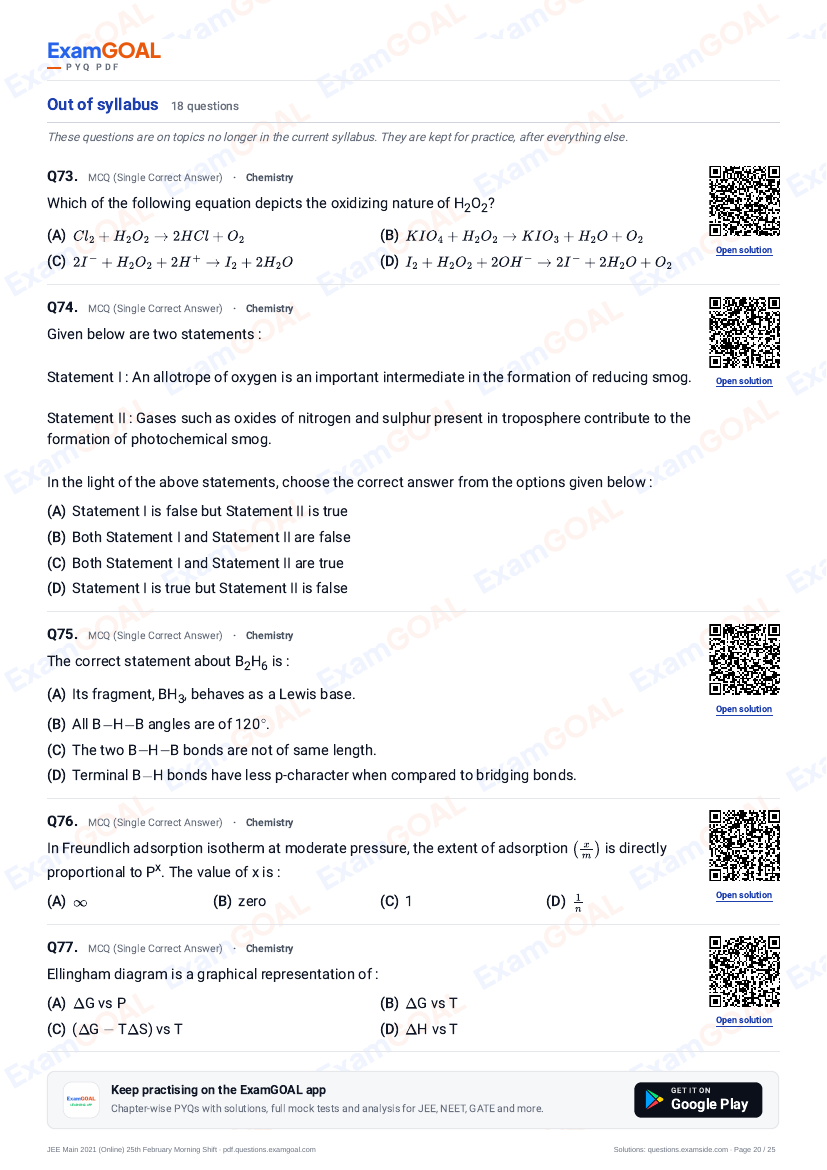 ExamGOAL
PYQ PDF
Out of syllabus 18 questions
These questions are on topics no longer in the current syllabus. They are kept for practice, after everything else.
Q73. MCQ (Single Correct Answer) · Chemistry
Which of the following equation depicts the oxidizing nature of H₂O₂?
(A) Cl₂ + H₂O₂ → 2HCl + O₂ (B) KIO₄ + H₂O₂ → KIO₃ + H₂O + O₂
(C) 2I⁻ + H₂O₂ + 2H⁺ → I₂ + 2H₂O (D) I₂ + H₂O₂ + 2OH⁻ → 2I⁻ + 2H₂O + O₂
Open solution
Q74. MCQ (Single Correct Answer) · Chemistry
Given below are two statements :
Statement I : An allotrope of oxygen is an important intermediate in the formation of reducing smog.
Statement II : Gases such as oxides of nitrogen and sulphur present in troposphere contribute to the
formation of photochemical smog.
In the light of the above statements, choose the correct answer from the options given below :
(A) Statement I is false but Statement II is true
(B) Both Statement I and Statement II are false
(C) Both Statement I and Statement II are true
(D) Statement I is true but Statement II is false
Open solution
Q75. MCQ (Single Correct Answer) · Chemistry
The correct statement about B₂H₆ is :
(A) Its fragment, BH₃, behaves as a Lewis base.
(B) All B−H−B angles are of 120°.
(C) The two B−H−B bonds are not of same length.
(D) Terminal B−H bonds have less p-character when compared to bridging bonds.
Open solution
Q76. MCQ (Single Correct Answer) · Chemistry
In Freundlich adsorption isotherm at moderate pressure, the extent of adsorption (x/m) is directly
proportional to Pˣ. The value of x is :
(A) ∞ (B) zero (C) 1 (D) 1/n
Open solution
Q77. MCQ (Single Correct Answer) · Chemistry
Ellingham diagram is a graphical representation of :
(A) ΔG vs P (B) ΔG vs T
(C) (ΔG − TΔS) vs T (D) ΔH vs T
Open solution
ExamGOAL
Keep practising on the ExamGOAL app
Chapter-wise PYQs with solutions, full mock tests and analysis for JEE, NEET, GATE and more.
GET IT ON
Google Play
JEE Main 2021 (Online) 25th February Morning Shift · pdf.questions.examgoal.com Solutions: questions.examside.com · Page 20 / 25